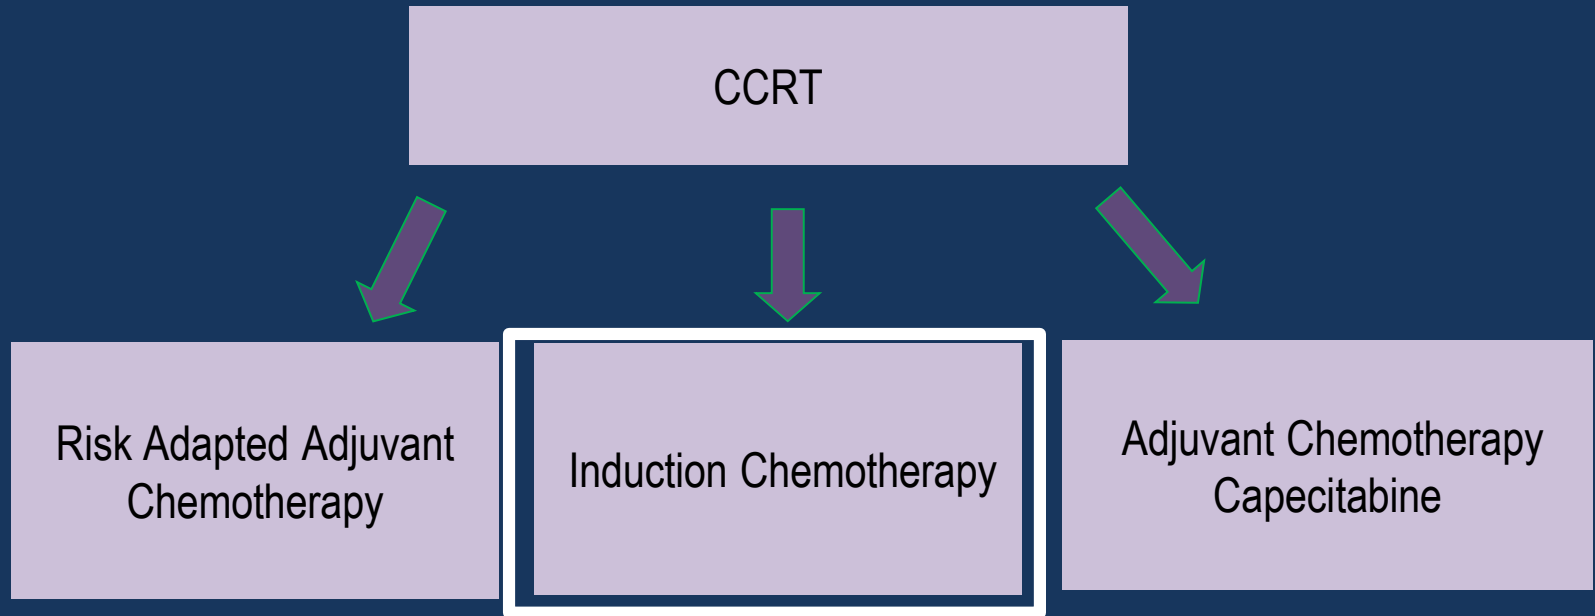 CCRT
Risk Adapted Adjuvant
Chemotherapy
Induction Chemotherapy
Adjuvant Chemotherapy
Capecitabine